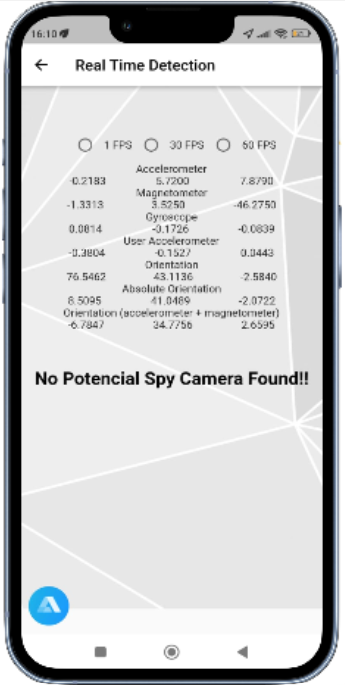 16:10
Real Time Detection
1 FPS 30 FPS 60 FPS
Accelerometer
-0.2183 5.7200 7.8790
Magnetometer
-1.3313 3.5250 -46.2750
Gyroscope
0.0814 -0.1726 -0.0839
User Accelerometer
-0.3804 -0.1527 0.0443
Orientation
76.5462 43.1136 -2.5840
Absolute Orientation
8.5095 41.0489 -2.0722
Orientation (accelerometer + magnetometer)
-6.7847 34.7756 2.6595
No Potencial Spy Camera Found!!